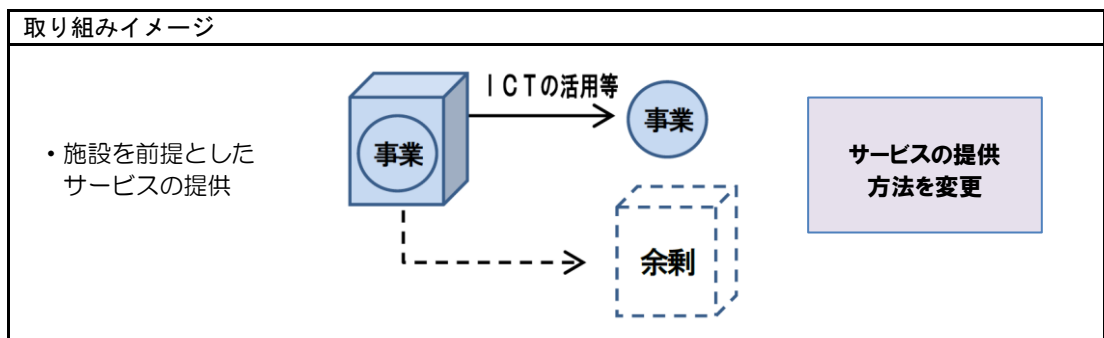 取り組みイメージ
・施設を前提とした
サービスの提供
事業
ＩＣＴの活用等
事業
余剰
サービスの提供
方法を変更